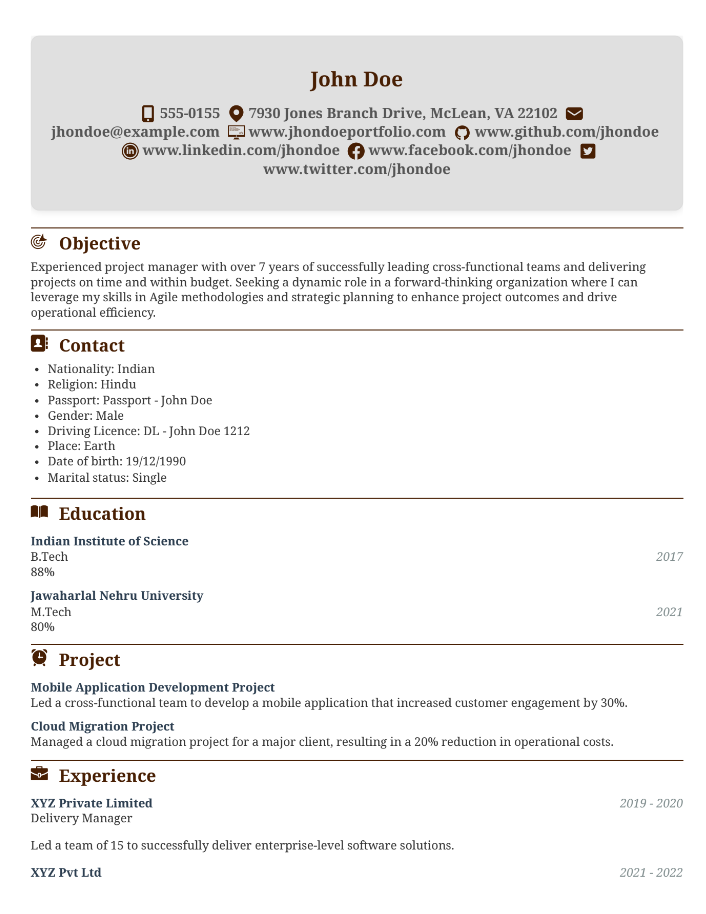 John Doe
555-0155 7930 Jones Branch Drive, McLean, VA 22102
jhondoe@example.com www.jhondoeportfolio.com www.github.com/jhondoe
www.linkedin.com/jhondoe www.facebook.com/jhondoe
www.twitter.com/jhondoe
Objective
Experienced project manager with over 7 years of successfully leading cross-functional teams and delivering
projects on time and within budget. Seeking a dynamic role in a forward-thinking organization where I can
leverage my skills in Agile methodologies and strategic planning to enhance project outcomes and drive
operational efficiency.
Contact
• Nationality: Indian
• Religion: Hindu
• Passport: Passport - John Doe
• Gender: Male
• Driving Licence: DL - John Doe 1212
• Place: Earth
• Date of birth: 19/12/1990
• Marital status: Single
Education
Indian Institute of Science
B.Tech 2017
88%
Jawaharlal Nehru University
M.Tech 2021
80%
Project
Mobile Application Development Project
Led a cross-functional team to develop a mobile application that increased customer engagement by 30%.
Cloud Migration Project
Managed a cloud migration project for a major client, resulting in a 20% reduction in operational costs.
Experience
XYZ Private Limited 2019 - 2020
Delivery Manager
Led a team of 15 to successfully deliver enterprise-level software solutions.
XYZ Pvt Ltd 2021 - 2022